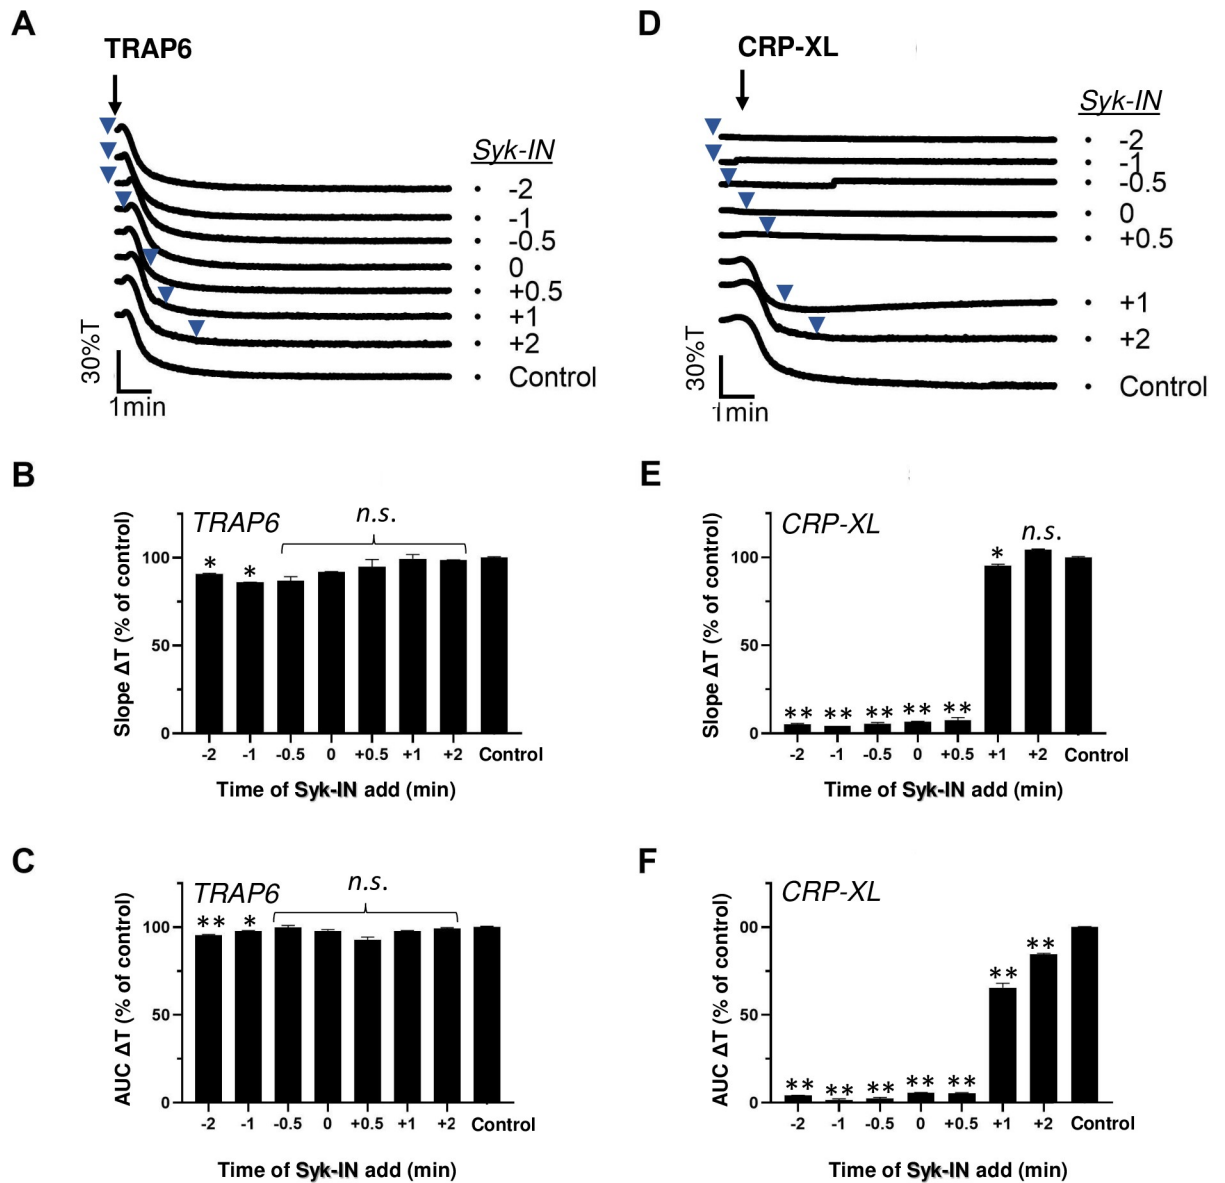 A
TRAP6
Syk-IN
-2
-1
-0.5
0
+0.5
+1
+2
Control
30%T
1min
D
CRP-XL
Syk-IN
-2
-1
-0.5
0
+0.5
+1
+2
Control
30%T
1min
B
TRAP6
n.s.
* *
Slope ΔT (% of control)
100
50
0
-2 -1 -0.5 0 +0.5 +1 +2 Control
Time of Syk-IN add (min)
E
CRP-XL
n.s.
*
** ** ** ** **
Slope ΔT (% of control)
100
50
0
-2 -1 -0.5 0 +0.5 +1 +2 Control
Time of Syk-IN add (min)
C
TRAP6
n.s.
** *
AUC ΔT (% of control)
100
50
0
-2 -1 -0.5 0 +0.5 +1 +2 Control
Time of Syk-IN add (min)
F
CRP-XL
**
**
** ** ** ** **
AUC ΔT (% of control)
00
50
0
-2 -1 -0.5 0 +0.5 +1 +2 Control
Time of Syk-IN add (min)